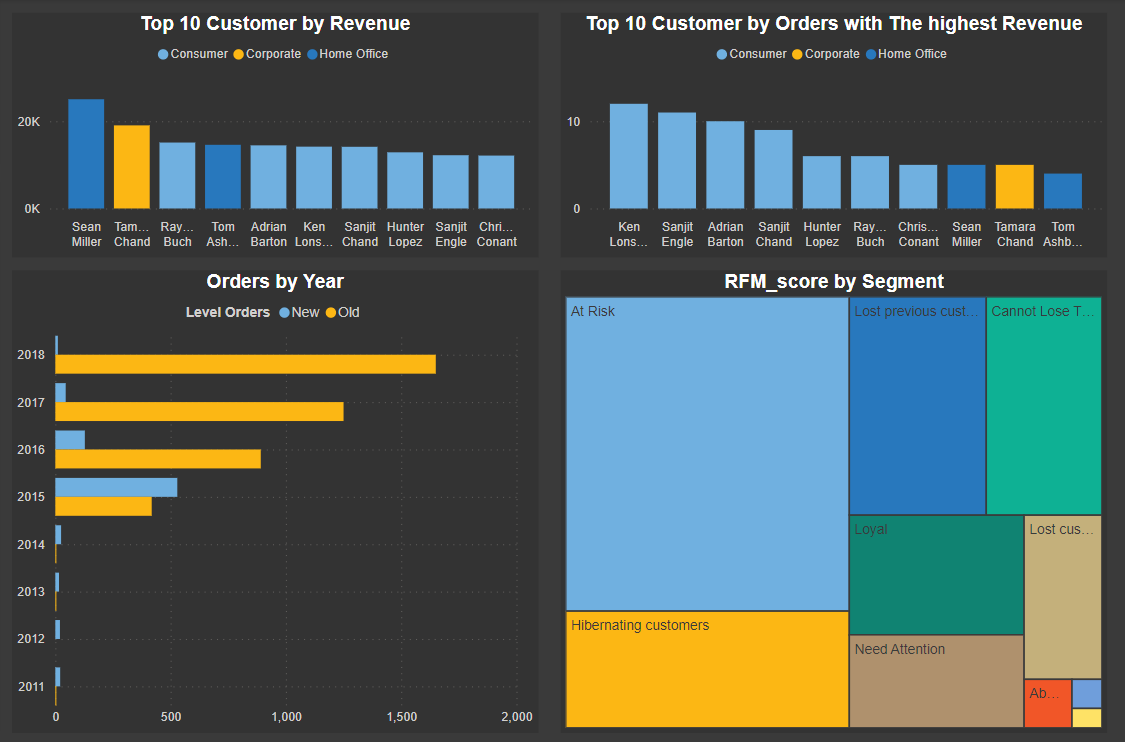 Top 10 Customer by Revenue
Consumer Corporate Home Office
20K
0K
Sean Miller
Tam... Chand
Ray... Buch
Tom Ash...
Adrian Barton
Ken Lons...
Sanjit Chand
Hunter Lopez
Sanjit Engle
Chri... Conant
Top 10 Customer by Orders with The highest Revenue
Consumer Corporate Home Office
10
0
Ken Lons...
Sanjit Engle
Adrian Barton
Sanjit Chand
Hunter Lopez
Ray... Buch
Chris... Conant
Sean Miller
Tamara Chand
Tom Ashb...
Orders by Year
Level Orders New Old
2018
2017
2016
2015
2014
2013
2012
2011
0 500 1,000 1,500 2,000
RFM_score by Segment
At Risk
Lost previous cust...
Cannot Lose T...
Loyal
Lost cus...
Hibernating customers
Need Attention
Ab...